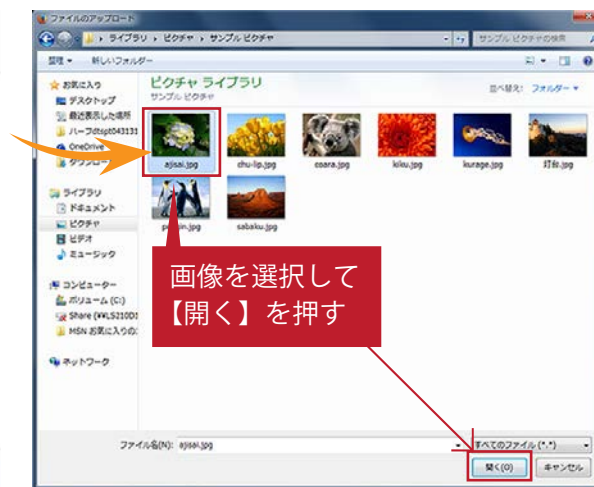 ファイルのアップロード
ライブラリ ▸ ピクチャ ▸ サンプル ピクチャ
サンプル ピクチャの検索
整理 新しいフォルダー
お気に入り
デスクトップ
最近表示した場所
OneDrive
ダウンロー
ライブラリ
ドキュメント
ピクチャ
ビデオ
ミュージック
コンピューター
ボリューム (C:)
MSN お気に入りの
ネットワーク
ピクチャ ライブラリ
サンプル ピクチャ
並べ替え: フォルダー
ajisai.jpg
chu-lip.jpg
coara.jpg
kiku.jpg
kurage.jpg
灯台.jpg
sabaku.jpg
画像を選択して
【開く】を押す
ファイル名(N): ajisai.jpg
すべてのファイル (*.*)
開く(O) キャンセル